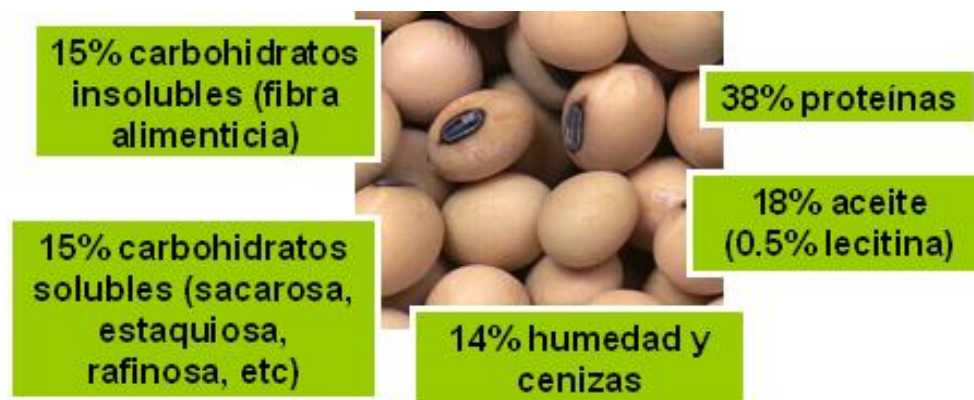 15% carbohidratos
insolubles (fibra
alimenticia)
38% proteínas
18% aceite
(0.5% lecitina)
15% carbohidratos
solubles (sacarosa,
estaquiosa,
rafinosa, etc)
14% humedad y
cenizas